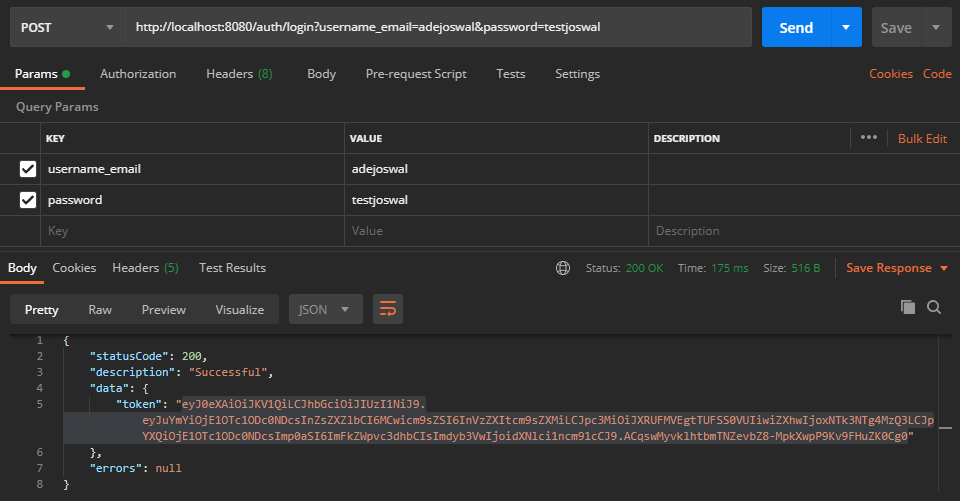 POST http://localhost:8080/auth/login?username_email=adejoswal&password=testjoswal Send Save
Params Authorization Headers (8) Body Pre-request Script Tests Settings Cookies Code
Query Params
KEY VALUE DESCRIPTION ••• Bulk Edit
username_email adejoswal
password testjoswal
Key Value Description
Body Cookies Headers (5) Test Results Status: 200 OK Time: 175 ms Size: 516 B Save Response
Pretty Raw Preview Visualize JSON
1 {
2 "statusCode": 200,
3 "description": "Successful",
4 "data": {
5 "token": "eyJ0eXAiOiJKV1QiLCJhbGciOiJIUzI1NiJ9.
eyJuYmYiOjE1OTc1ODc0NDcsInZsZXZlbCI6MCwicm9sZSI6InVzZXItcm9sZXMiLCJpc3MiOiJXRUFMVEgtTUFSS0VUIiwiZXhwIjoxNTk3NTg4MzQ3LCJp
YXQiOjE1OTc1ODc0NDcsImp0aSI6ImFkZWpvc3dhbCIsImdyb3VwIjoidXNlci1ncm91cCJ9.ACqswMyvklhtbmTNZevbZ8-MpkXwpP9Kv9FHuZK0Cg0"
6 },
7 "errors": null
8 }